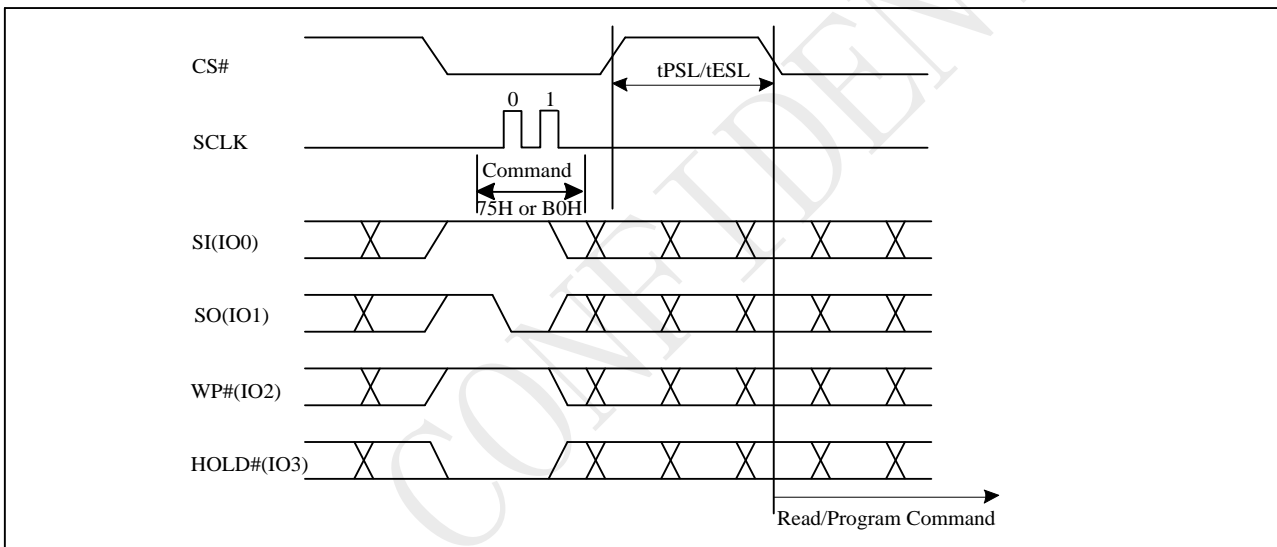 CS#
tPSL/tESL
0 1
SCLK
Command
75H or B0H
SI(IO0)
SO(IO1)
WP#(IO2)
HOLD#(IO3)
Read/Program Command
CONFIDEN